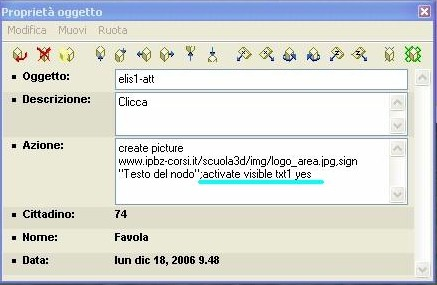 Proprietà oggetto
Modifica Muovi Ruota
Oggetto: elis1-att
Descrizione: Clicca
Azione: create picture
www.ipbz-corsi.it/scuola3d/img/logo_area.jpg,sign
"Testo del nodo";activate visible txt1 yes
Cittadino: 74
Nome: Favola
Data: lun dic 18, 2006 9.48